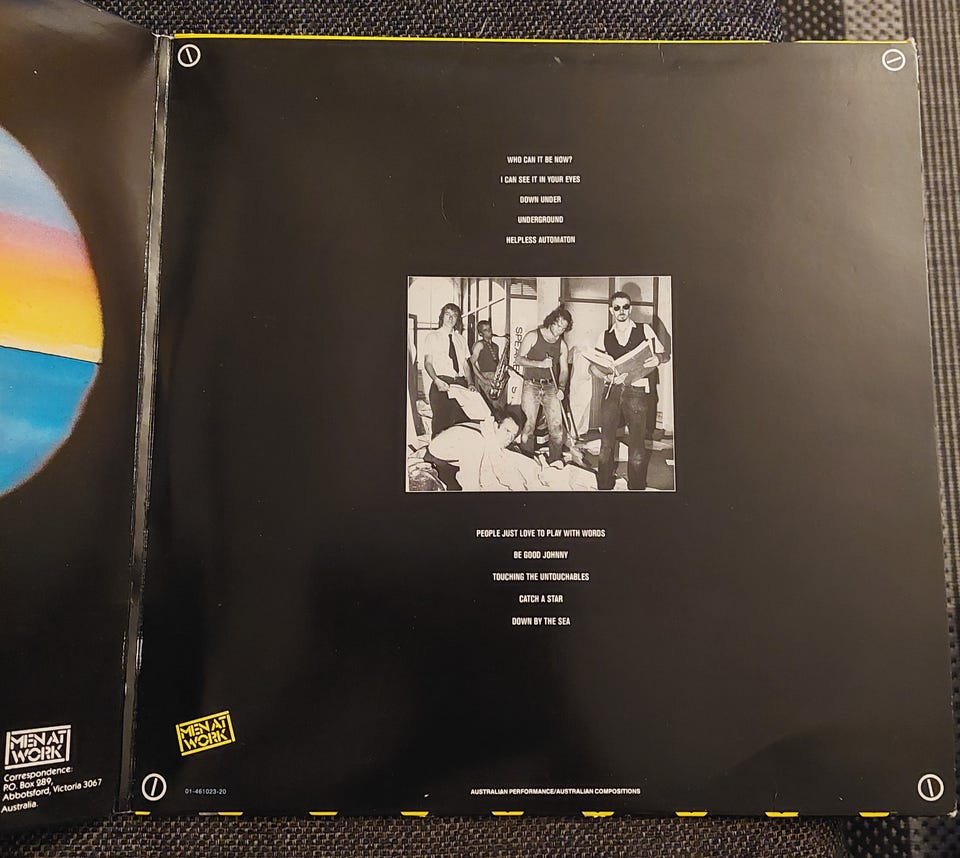 WHO CAN IT BE NOW?
I CAN SEE IT IN YOUR EYES
DOWN UNDER
UNDERGROUND
HELPLESS AUTOMATON
SPEA
PEOPLE JUST LOVE TO PLAY WITH WORDS
BE GOOD JOHNNY
TOUCHING THE UNTOUCHABLES
CATCH A STAR
DOWN BY THE SEA
MEN AT
WORK
MEN AT
WORK
Correspondence:
P.O. Box 289,
Abbotsford, Victoria 3067
Australia.
01-461023-20
AUSTRALIAN PERFORMANCE/AUSTRALIAN COMPOSITIONS